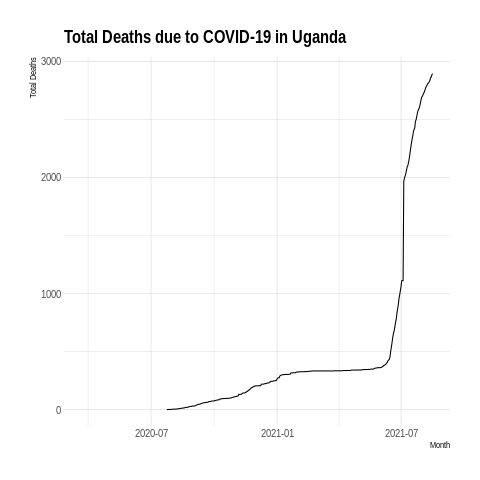 Total Deaths due to COVID-19 in Uganda
Total Deaths
3000
2000
1000
0
2020-07
2021-01
2021-07
Month